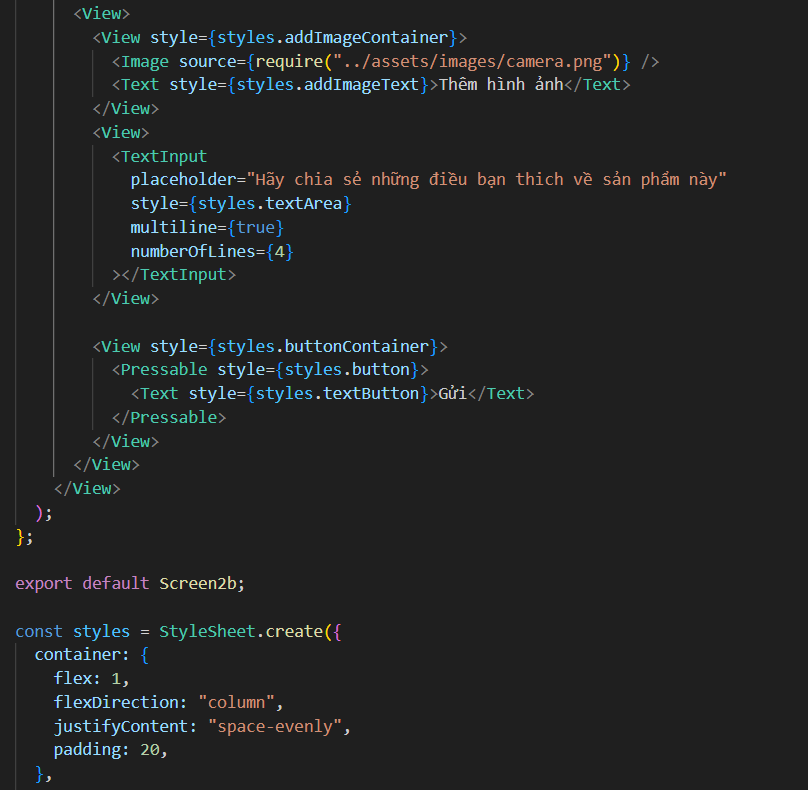 <View>
<View style={styles.addImageContainer}>
<Image source={require("../assets/images/camera.png")} />
<Text style={styles.addImageText}>Thêm hình ảnh</Text>
</View>
<View>
<TextInput
placeholder="Hãy chia sẻ những điều bạn thich về sản phẩm này"
style={styles.textArea}
multiline={true}
numberOfLines={4}
></TextInput>
</View>
<View style={styles.buttonContainer}>
<Pressable style={styles.button}>
<Text style={styles.textButton}>Gửi</Text>
</Pressable>
</View>
</View>
</View>
);
};
export default Screen2b;
const styles = StyleSheet.create({
container: {
flex: 1,
flexDirection: "column",
justifyContent: "space-evenly",
padding: 20,
},